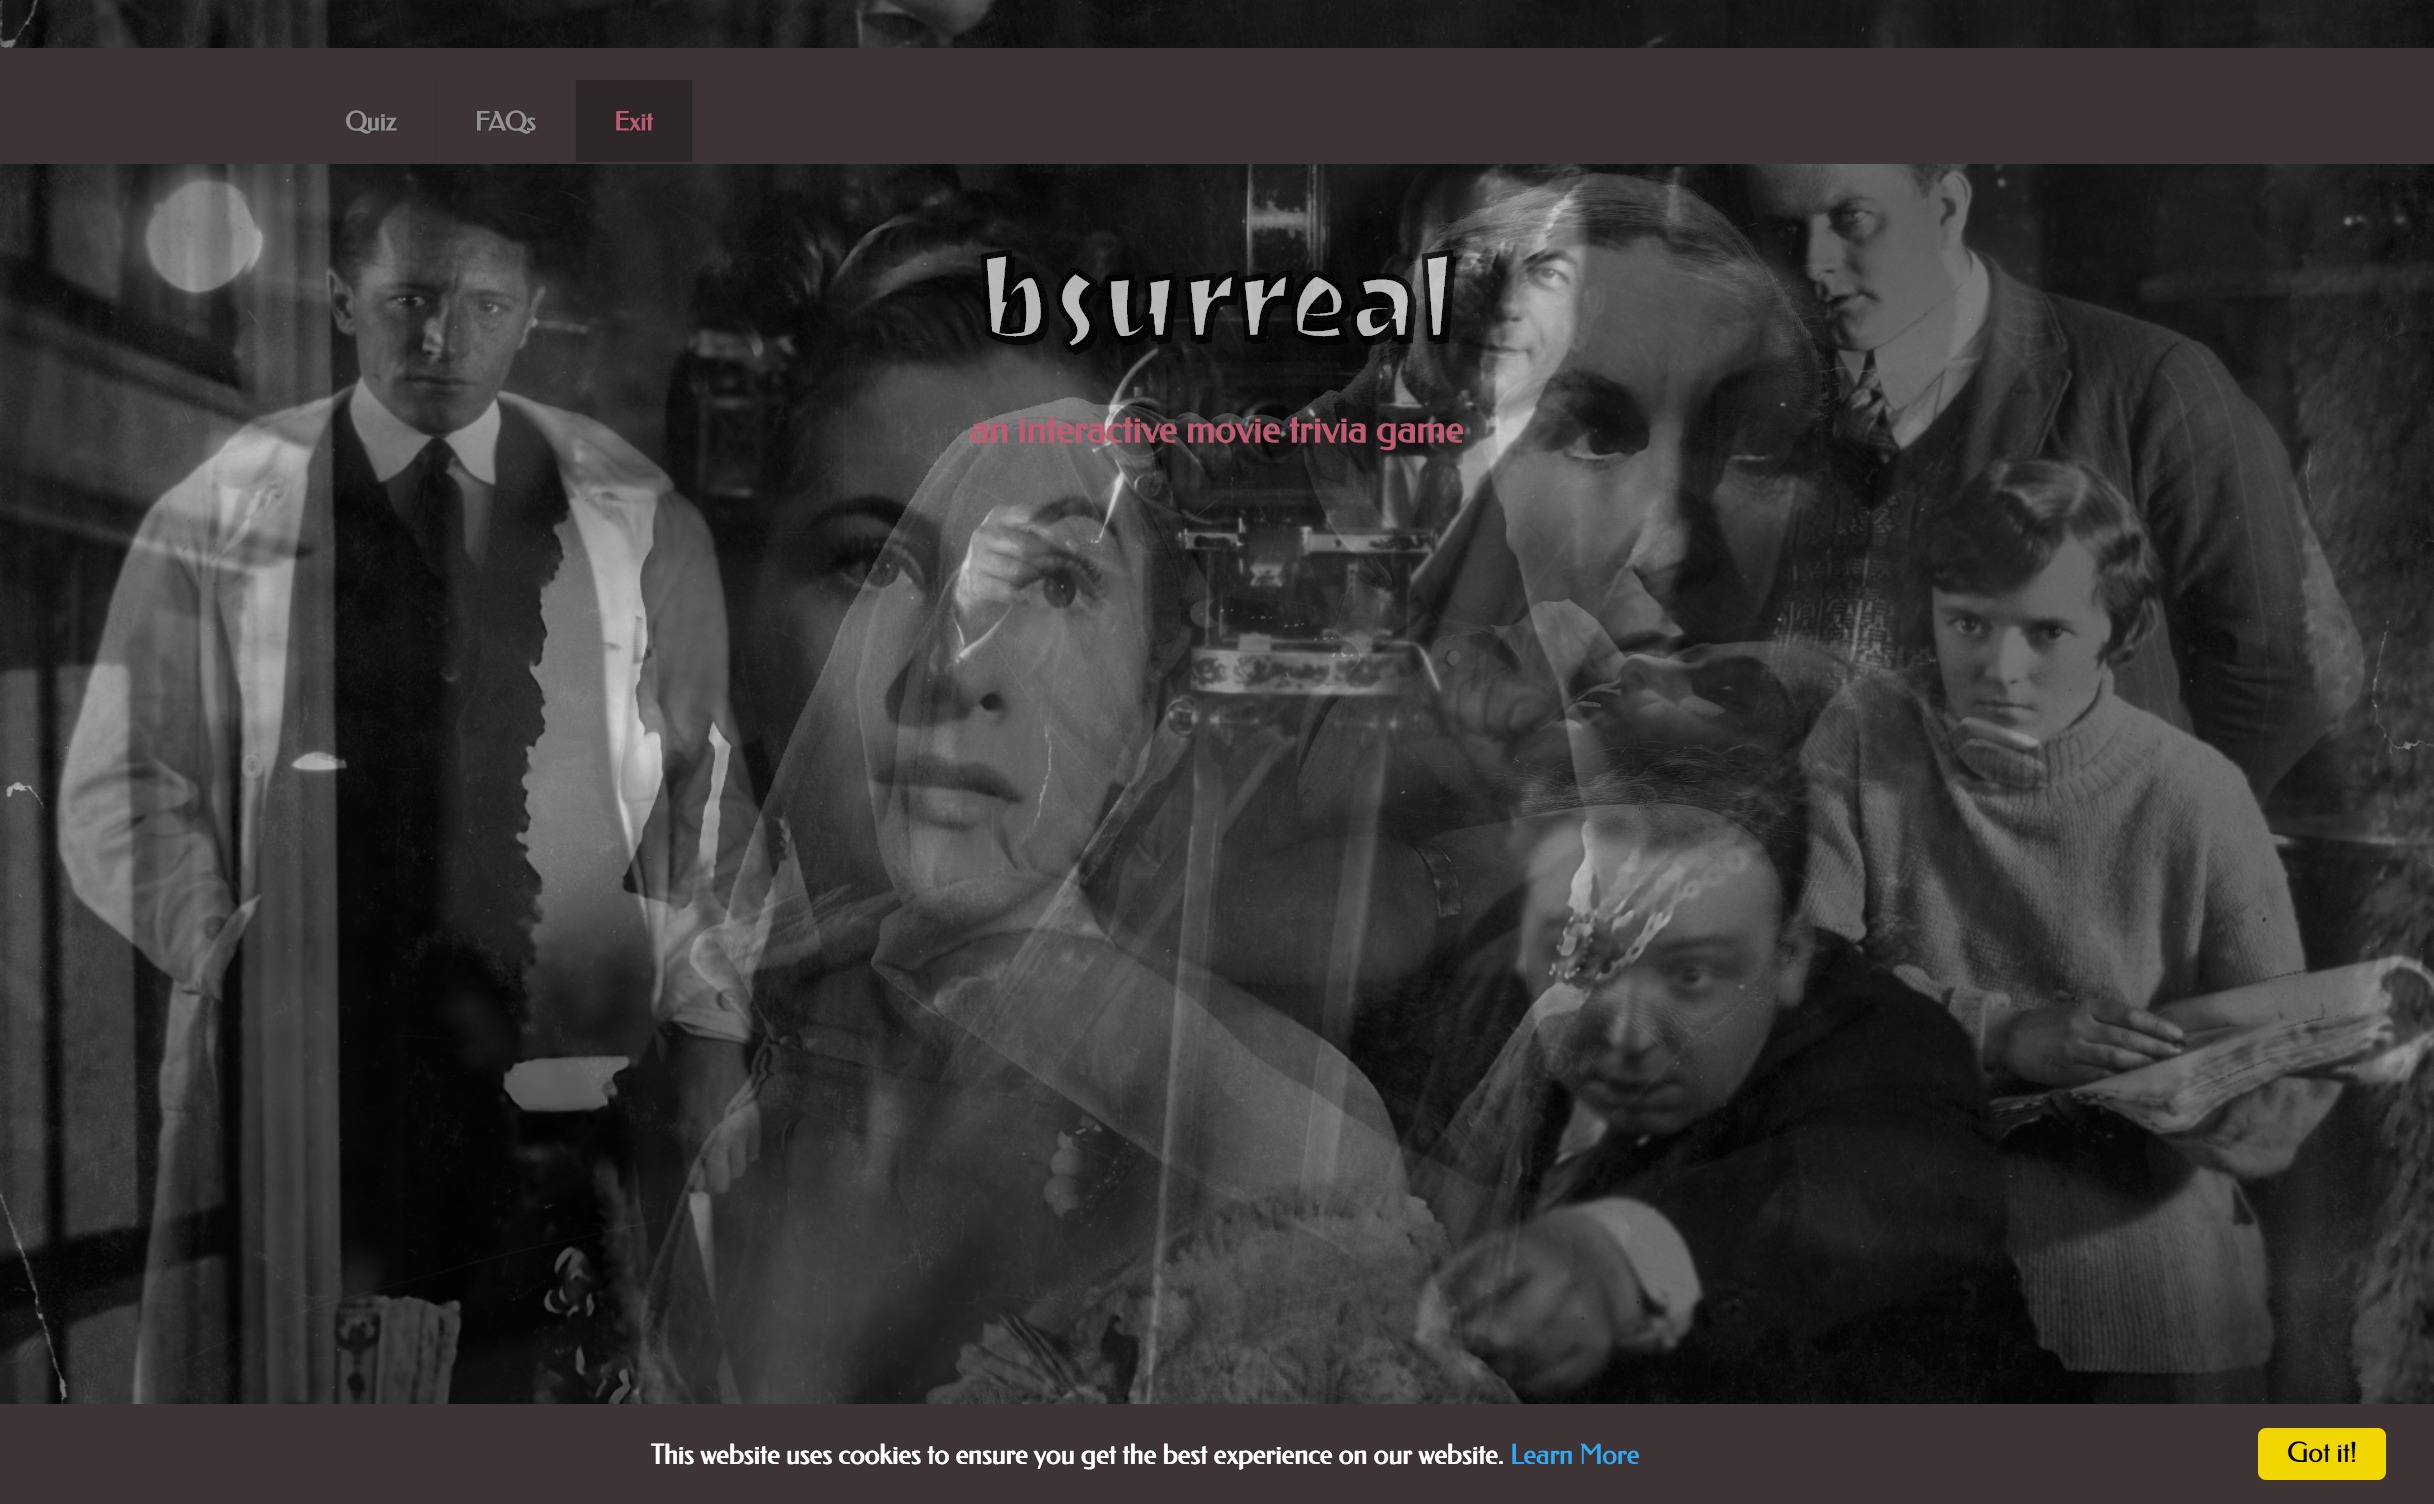 Quiz
FAQs
Exit
bsurreal
an interactive movie trivia game
This website uses cookies to ensure you get the best experience on our website. Learn More
Got it!